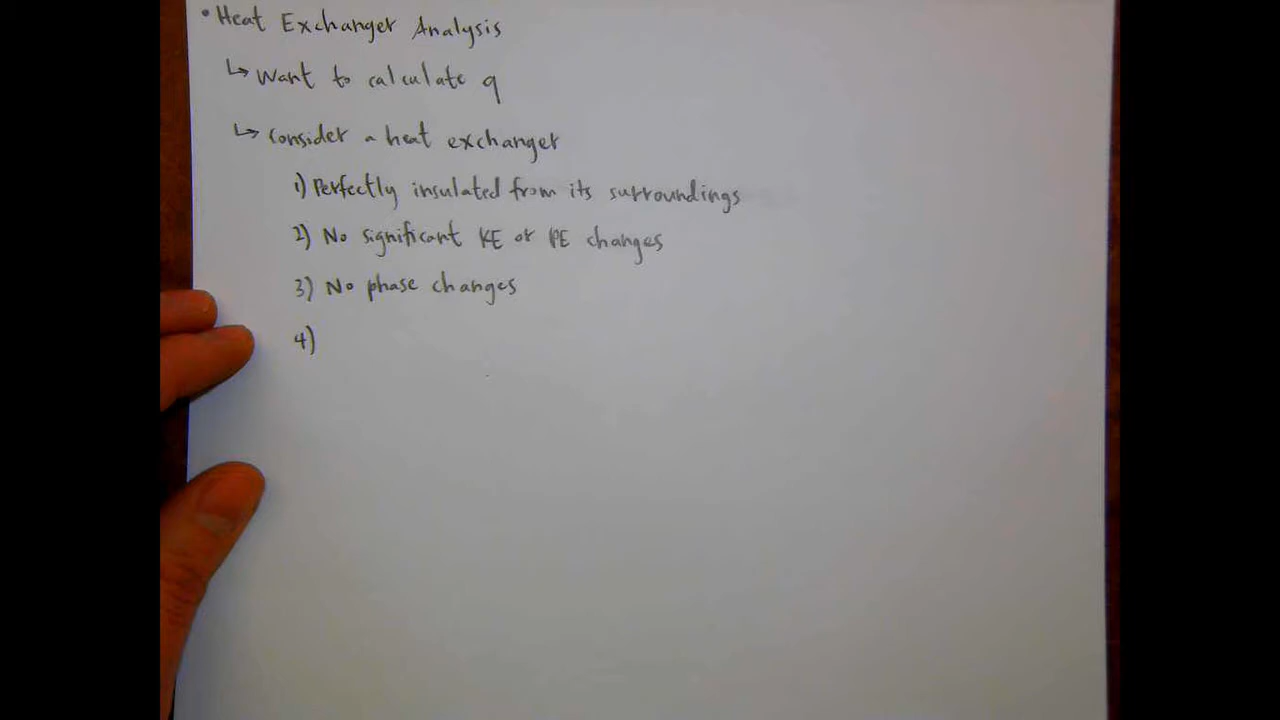 • Heat Exchanger Analysis
↳ Want to calculate q
↳ Consider a heat exchanger
1) Perfectly insulated from its surroundings
2) No significant KE or PE changes
3) No phase changes
4)